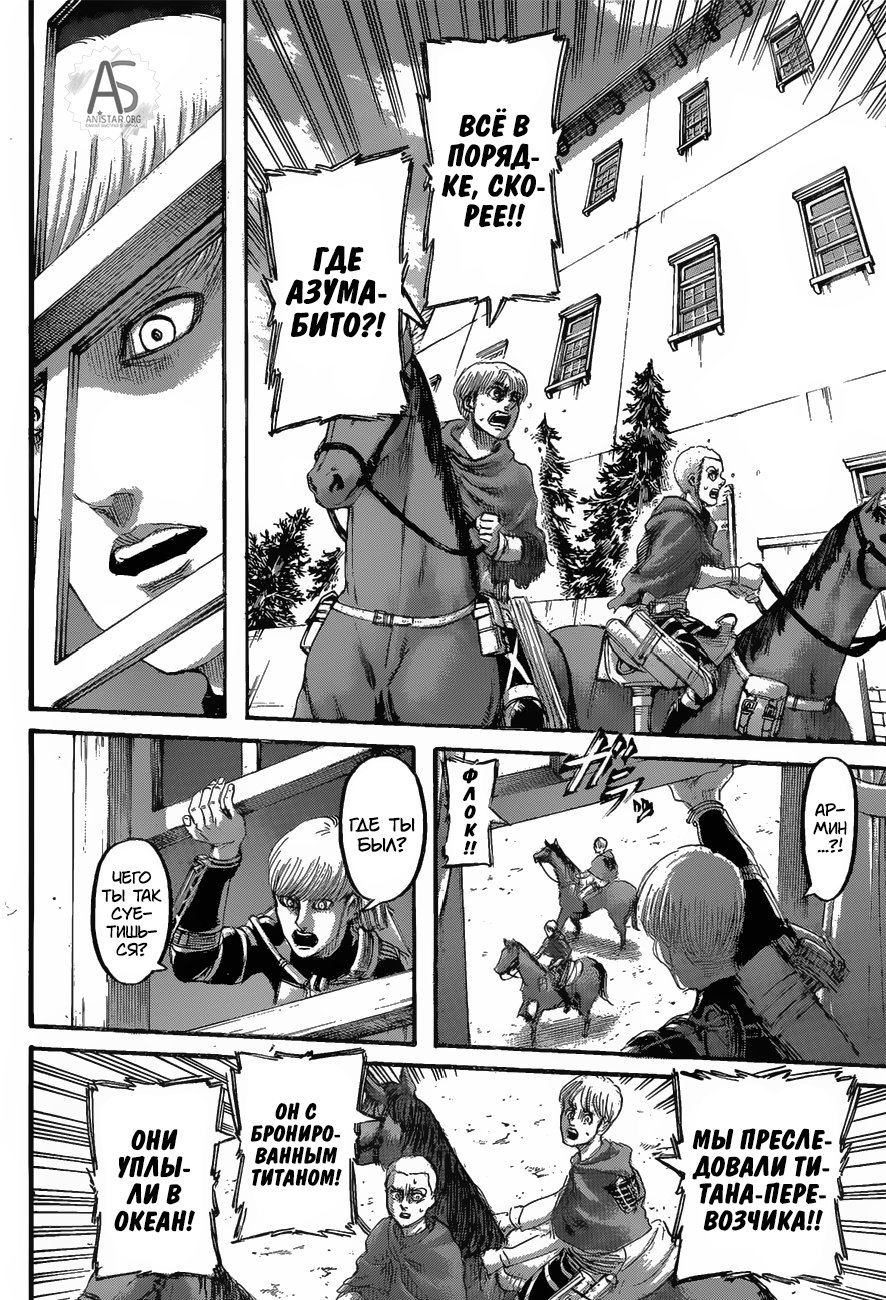 AS
ANISTAR.ORG
ВСЁ В
ПОРЯД-
КЕ, СКО-
РЕЕ!!
ГДЕ
АЗУМА-
БИТО?!
АР-
МИН
...?!
ガラ
ФЛОК!!
ГДЕ ТЫ
БЫЛ?
ЧЕГО
ТЫ ТАК
СУЕ-
ТИШЬ-
СЯ?
МЫ ПРЕСЛЕ-
ДОВАЛИ ТИ-
ТАНА-ПЕРЕ-
ВОЗЧИКА!!
ОН С
БРОНИРО-
ВАННЫМ
ТИТАНОМ!
ОНИ
УПЛЫ-
ЛИ В
ОКЕАН!